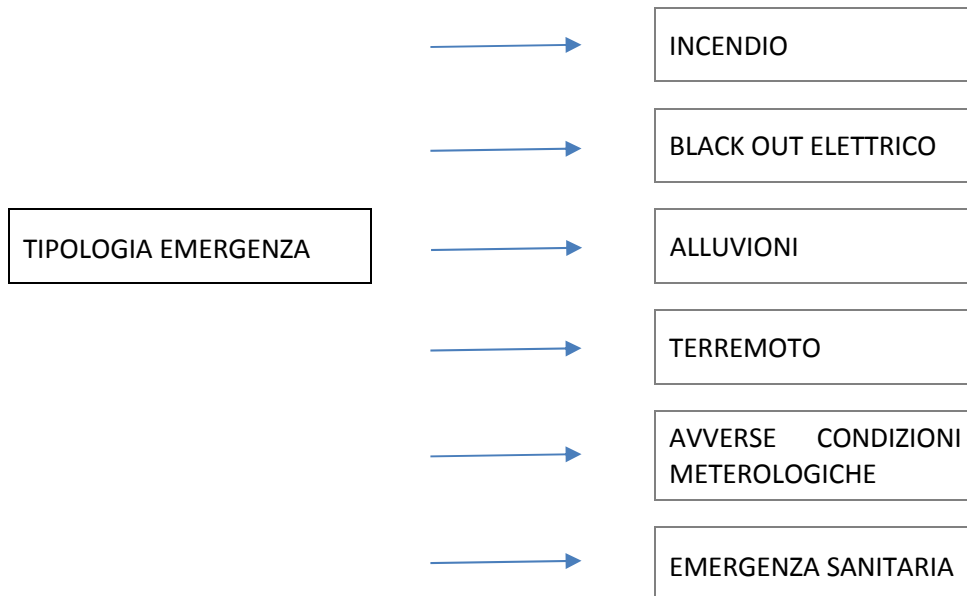 INCENDIO
BLACK OUT ELETTRICO
TIPOLOGIA EMERGENZA
ALLUVIONI
TERREMOTO
AVVERSE CONDIZIONI
METEROLOGICHE
EMERGENZA SANITARIA